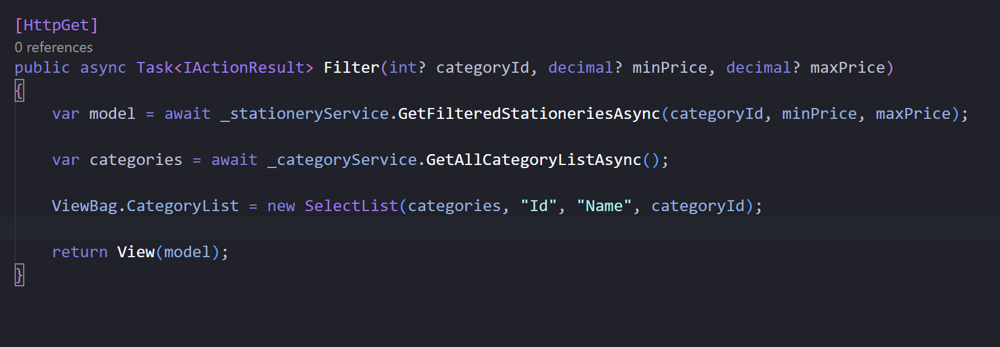 [HttpGet]
0 references
public async Task<IActionResult> Filter(int? categoryId, decimal? minPrice, decimal? maxPrice)
{
    var model = await _stationeryService.GetFilteredStationeriesAsync(categoryId, minPrice, maxPrice);
    var categories = await _categoryService.GetAllCategoryListAsync();
    ViewBag.CategoryList = new SelectList(categories, "Id", "Name", categoryId);
    return View(model);
}